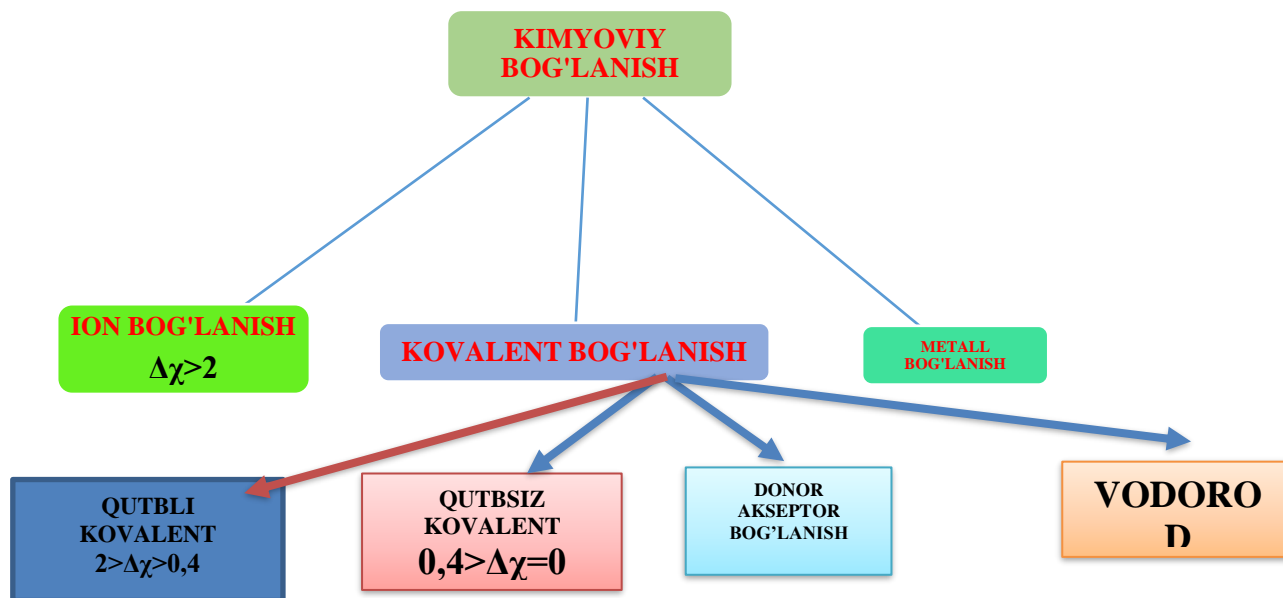 KIMYOVIY
BOG'LANISH
ION BOG'LANISH
Δχ>2
KOVALENT BOG'LANISH
METALL
BOG'LANISH
QUTBLI
KOVALENT
2>Δχ>0,4
QUTBSIZ
KOVALENT
0,4>Δχ=0
DONOR
AKSEPTOR
BOG’LANISH
VODORO
D